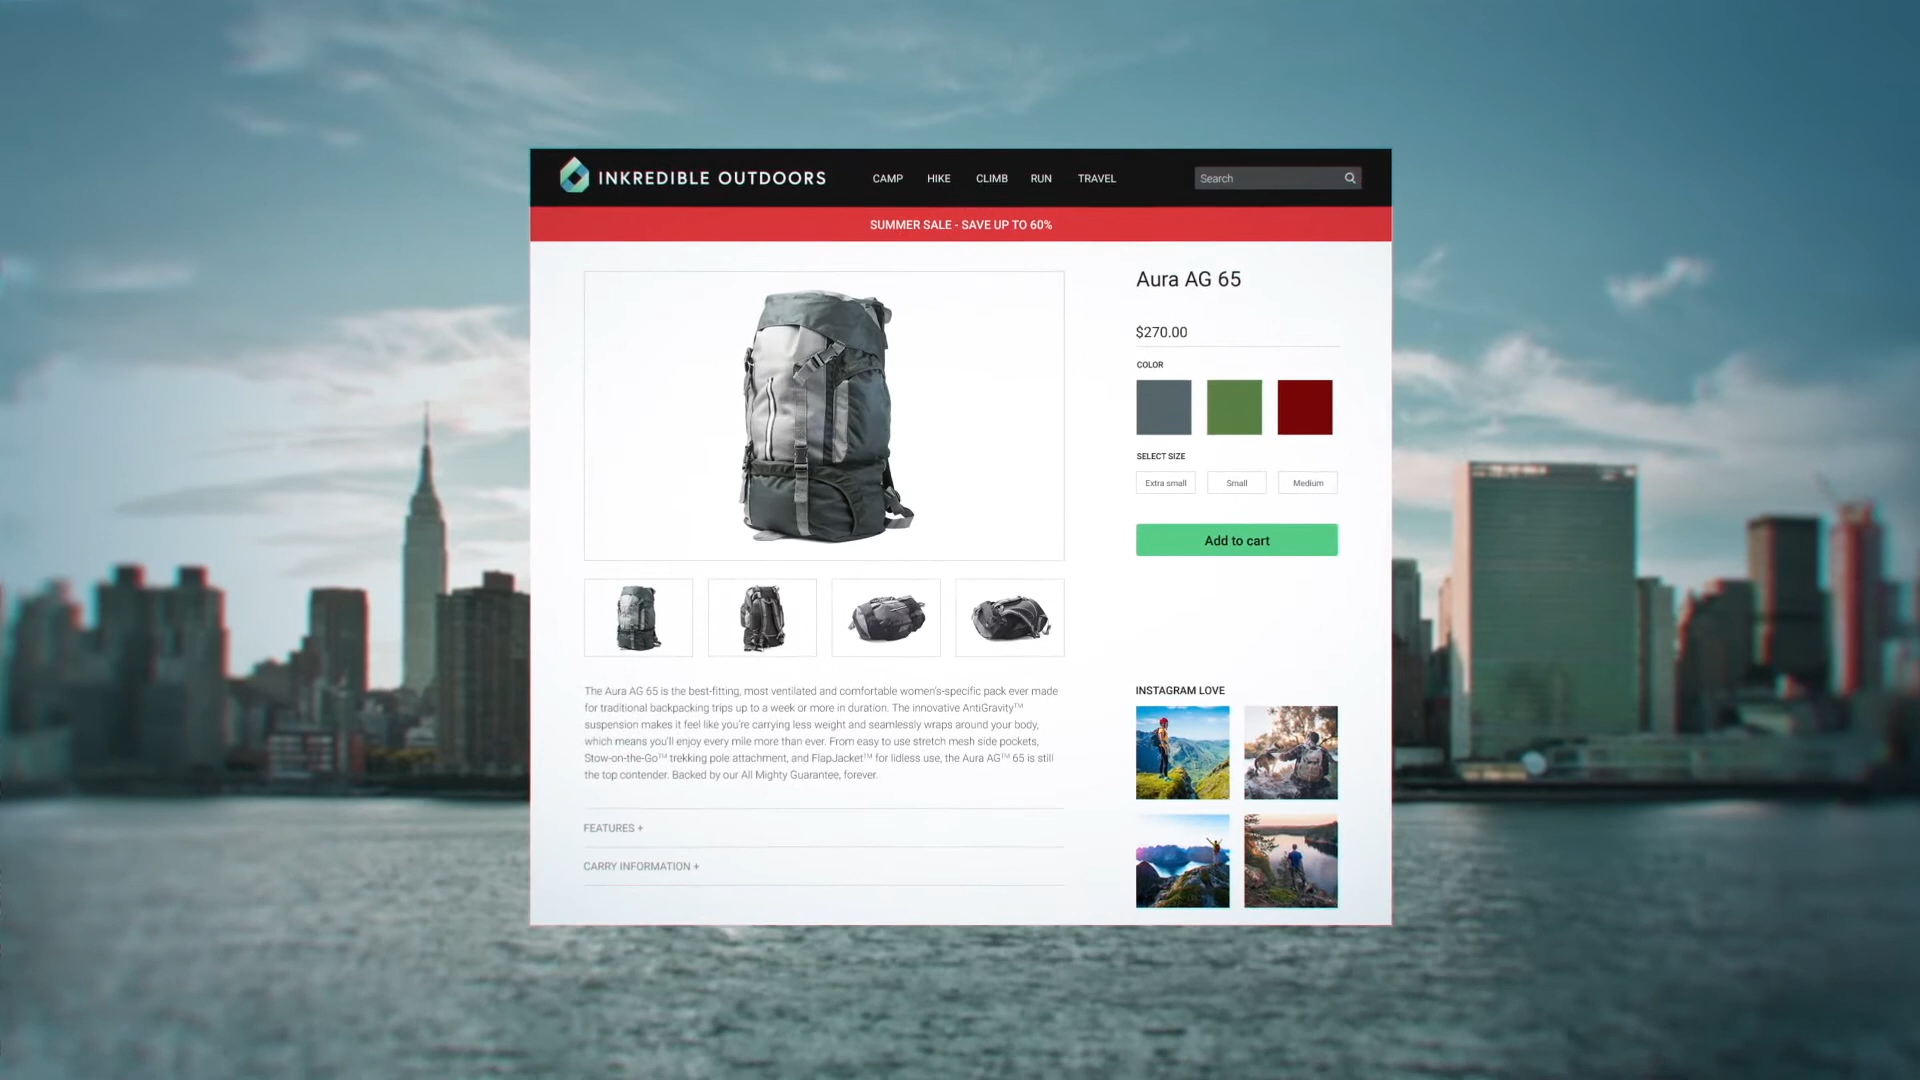 INKREDIBLE OUTDOORS
CAMP
HIKE
CLIMB
RUN
TRAVEL
Search
SUMMER SALE - SAVE UP TO 60%
Aura AG 65
$270.00
COLOR
SELECT SIZE
Extra small
Small
Medium
Add to cart
The Aura AG 65 is the best-fitting, most ventilated and comfortable women's-specific pack ever made
for traditional backpacking trips up to a week or more in duration. The innovative AntiGravity™
suspension makes it feel like you're carrying less weight and seamlessly wraps around your body,
which means you'll enjoy every mile more than ever. From easy to use stretch mesh side pockets,
Stow-on-the-Go™ trekking pole attachment, and FlapJacket™ for lidless use, the Aura AG™ 65 is still
the top contender. Backed by our All Mighty Guarantee, forever.
FEATURES +
CARRY INFORMATION +
INSTAGRAM LOVE